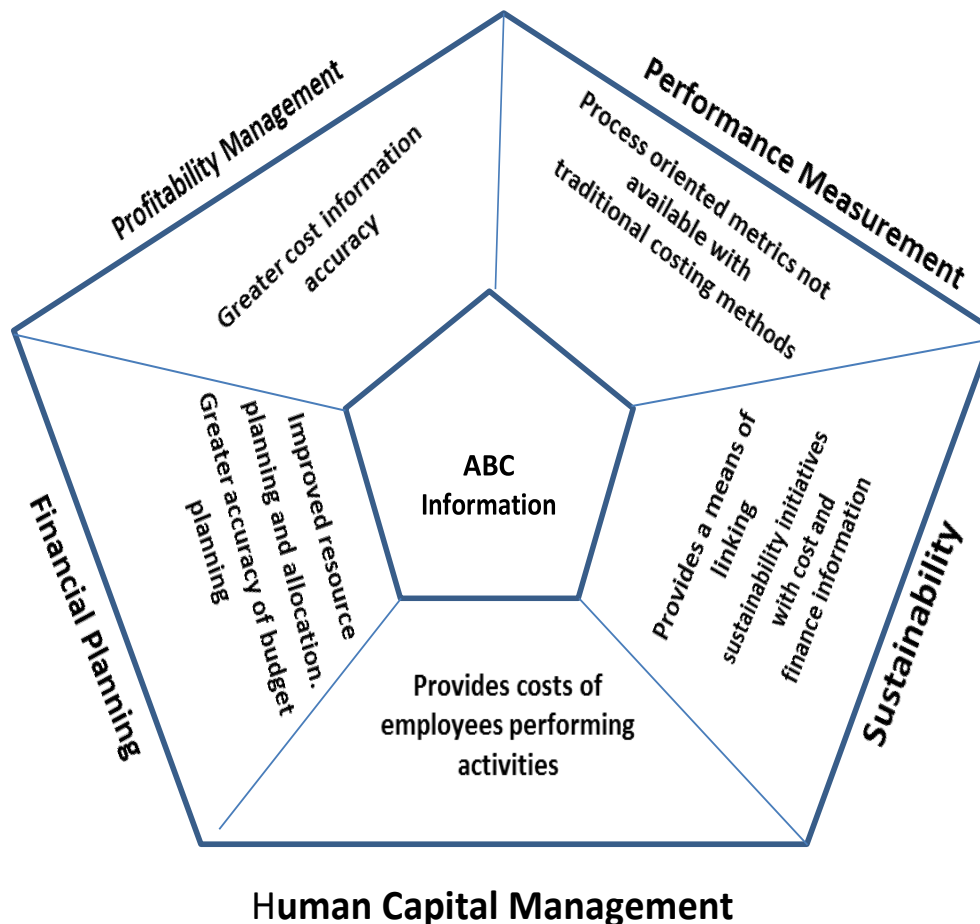 Profitability Management
Greater cost information
accuracy
Performance Measurement
Process oriented metrics not
available with
traditional costing methods
ABC
Information
Financial Planning
Improved resource
planning and allocation.
Greater accuracy of budget
planning
Sustainability
Provides a means of
linking
sustainability initiatives
with cost and
finance information
Provides costs of
employees performing
activities
Human Capital Management